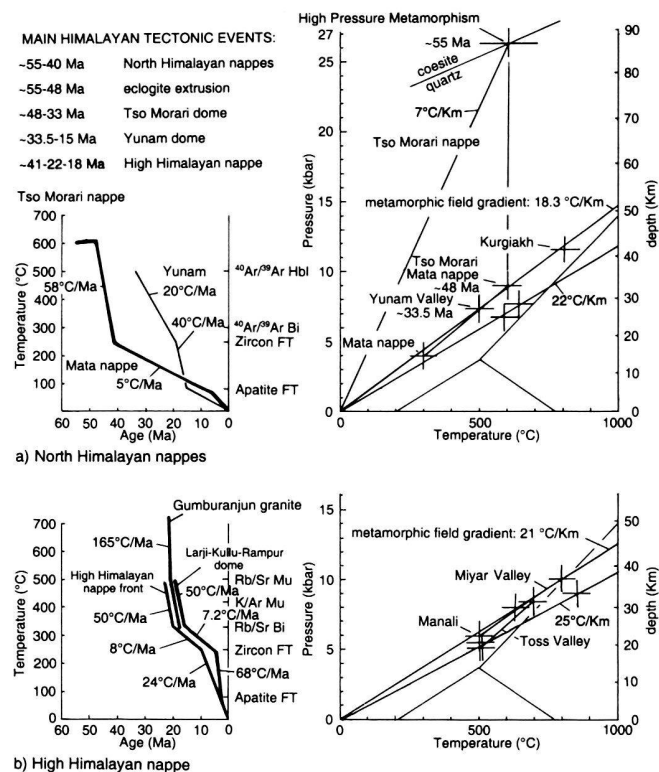 MAIN HIMALAYAN TECTONIC EVENTS:
~55-40 Ma North Himalayan nappes
~55-48 Ma eclogite extrusion
~48-33 Ma Tso Morari dome
~33.5-15 Ma Yunam dome
~41-22-18 Ma High Himalayan nappe
Tso Morari nappe
700
600
500
400
300
200
100
Temperature (°C)
58°C/Ma
Yunam
20°C/Ma
40°C/Ma
Mata nappe
5°C/Ma
40Ar/39Ar Hbl
40Ar/39Ar Bi
Zircon FT
Apatite FT
60 50 40 30 20 10 0
Age (Ma)
a) North Himalayan nappes
High Pressure Metamorphism
27
25
20
15
10
5
0
Pressure (kbar)
~55 Ma
coesite
quartz
7°C/Km
Tso Morari nappe
metamorphic field gradient: 18.3 °C/Km
Kurgiakh
Tso Morari
Mata nappe
~48 Ma
Yunam Valley
~33.5 Ma
22°C/Km
Mata nappe
90
80
70
60
50
40
30
20
10
0
depth (Km)
0 500 1000
Temperature (°C)
Gumburanjun granite
700
600
500
400
300
200
100
0
Temperature (°C)
165°C/Ma
Larji-Kullu-Rampur
dome
High Himalayan
nappe front
50°C/Ma
50°C/Ma
7.2°C/Ma
8°C/Ma
24°C/Ma
68°C/Ma
Rb/Sr Mu
K/Ar Mu
Rb/Sr Bi
Zircon FT
Apatite FT
60 40 20 0
Age (Ma)
b) High Himalayan nappe
15
10
5
0
Pressure (kbar)
metamorphic field gradient: 21 °C/Km
Miyar Valley
Manali
25°C/Km
Toss Valley
50
40
30
20
10
0
depth (Km)
0 500 1000
Temperature (°C)